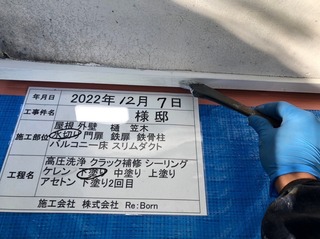 年月日 2022年12月7日
工事件名 様邸
施工部位 屋根 外壁 樋 笠木
水切り 門扉 鉄扉 鉄骨柱
バルコニー床 スリムダクト
工程名 高圧洗浄 クラック補修 シーリング
ケレン 下塗り 中塗り 上塗り
アセトン 下塗り2回目
施工会社 株式会社 Re:Born